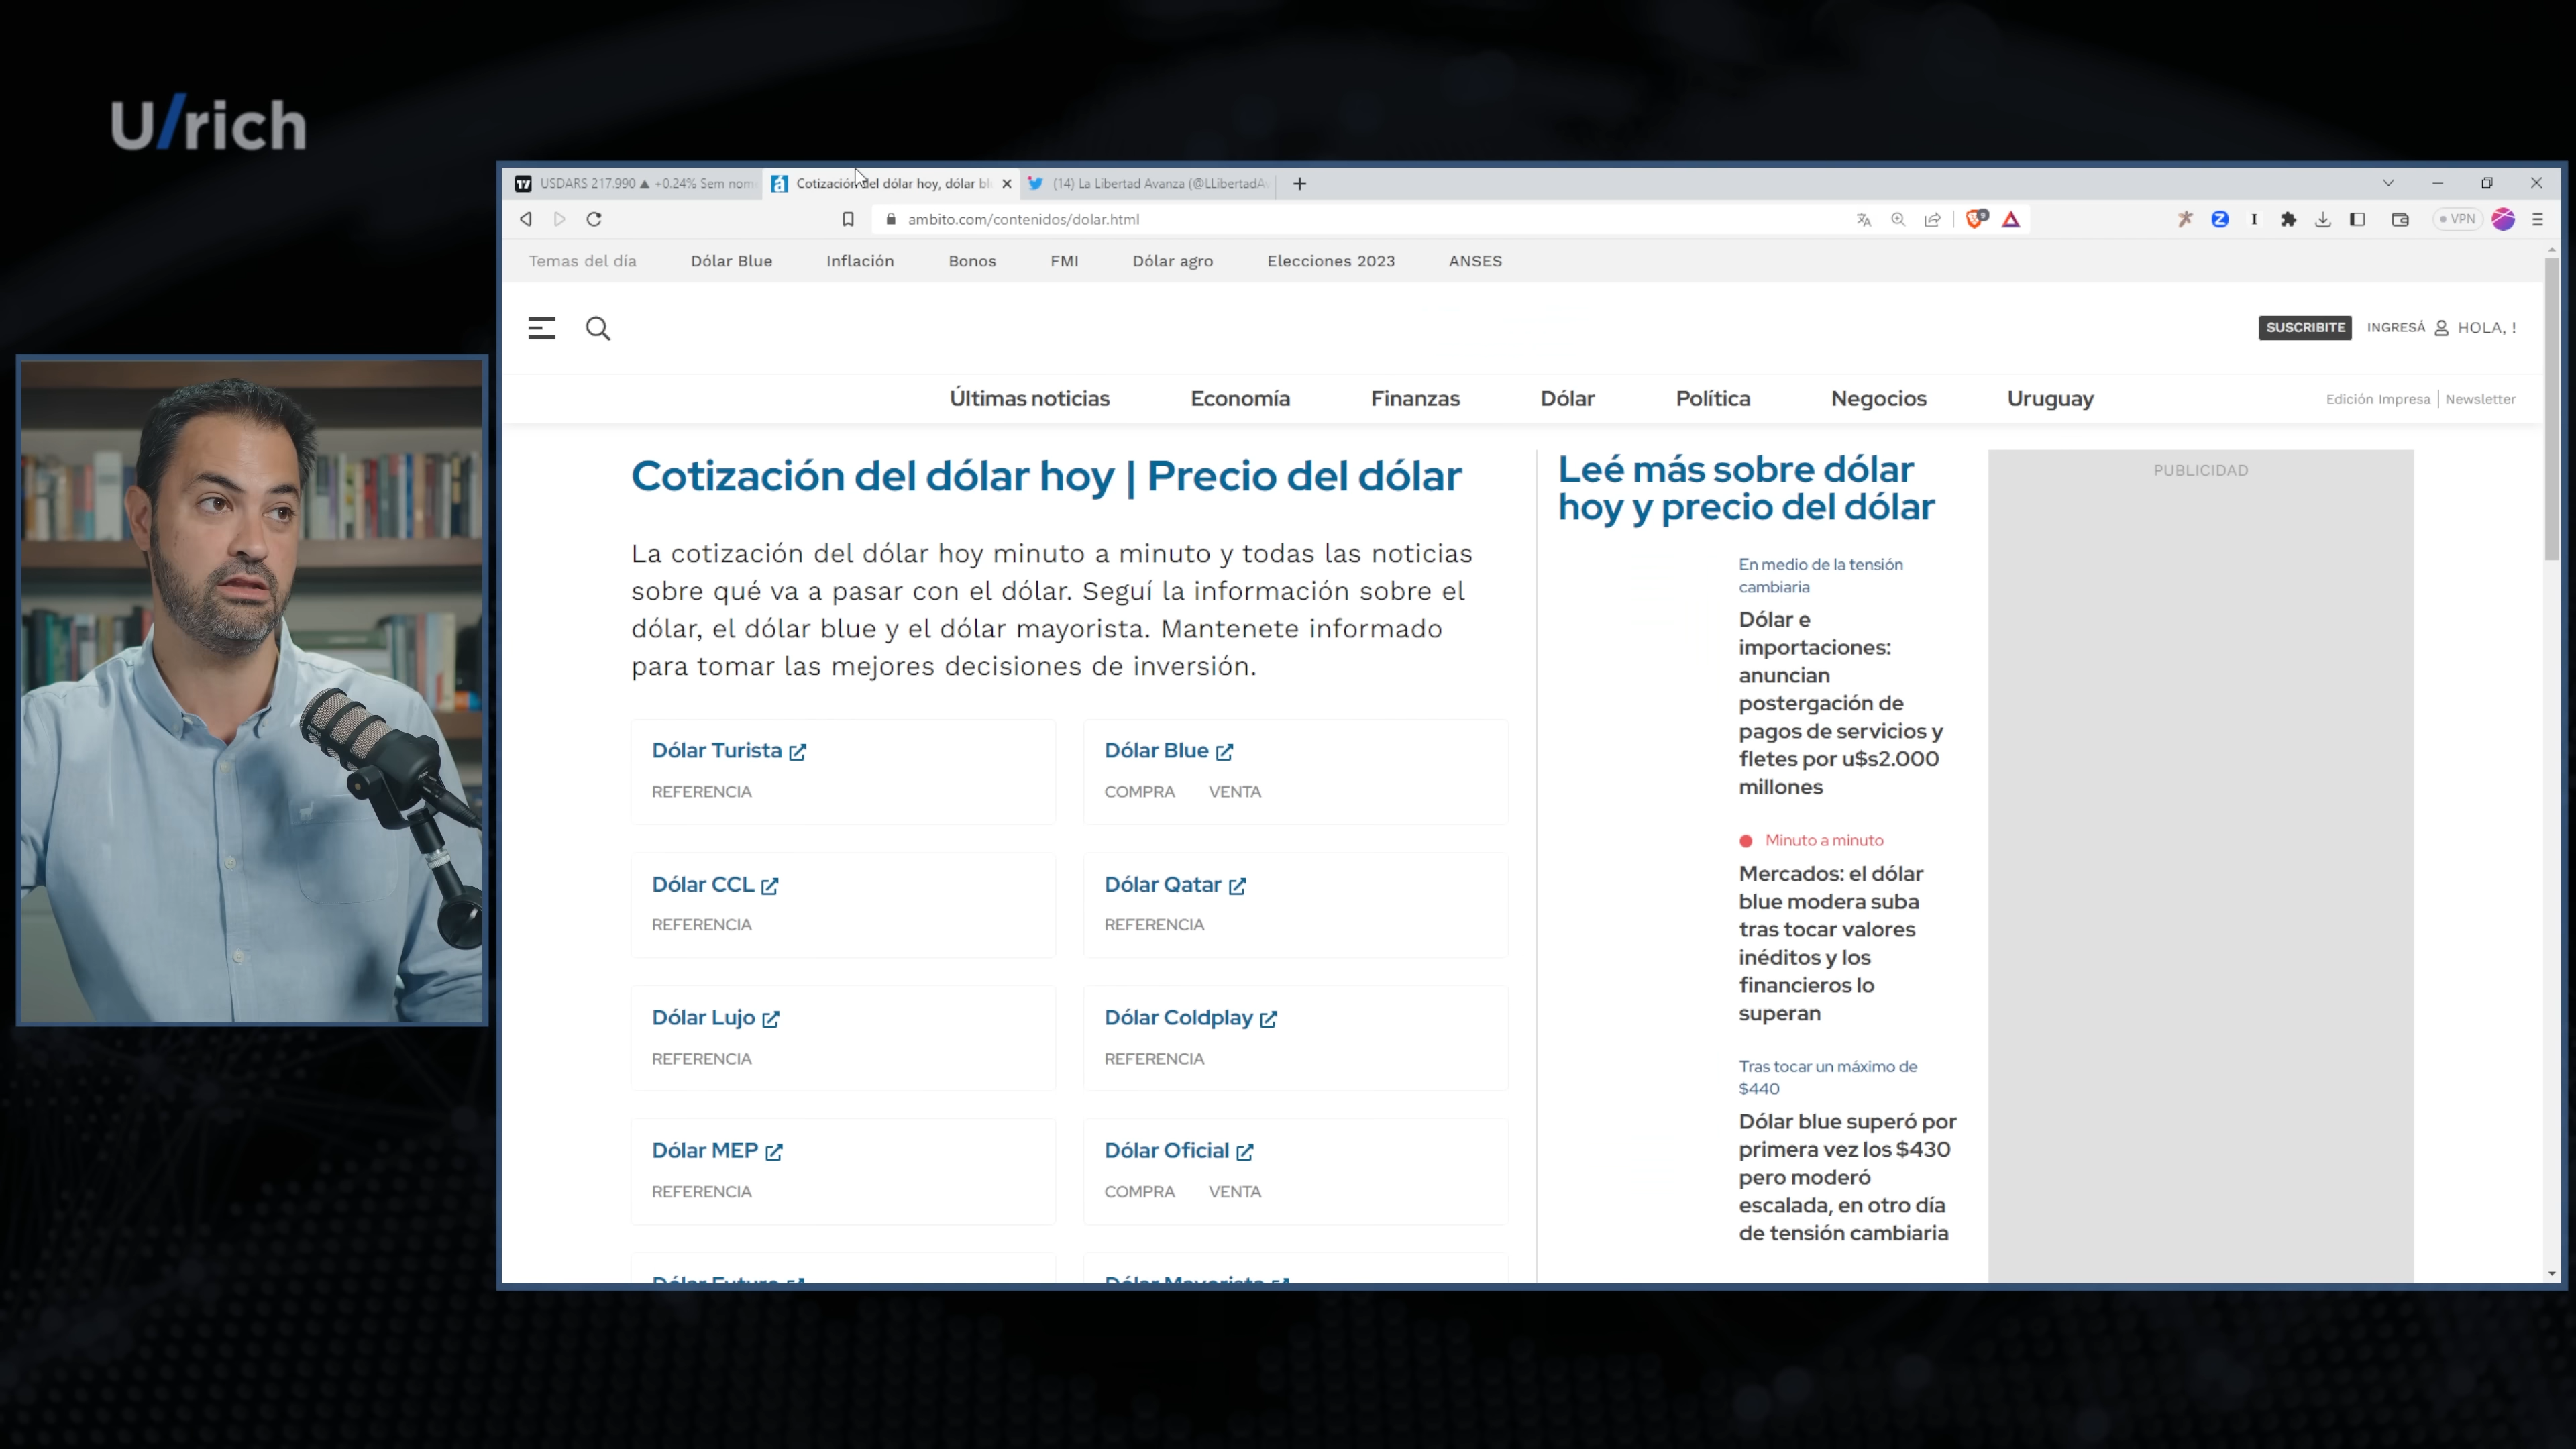 U/rich
USDARS 217.990 ▲ +0.24% Sem nom
Cotización del dólar hoy, dólar bl
(14) La Libertad Avanza (@LLibertadAv
ambito.com/contenidos/dolar.html
VPN
Temas del día Dólar Blue Inflación Bonos FMI Dólar agro Elecciones 2023 ANSES
SUSCRIBITE INGRESÁ HOLA, !
Últimas noticias Economía Finanzas Dólar Política Negocios Uruguay
Edición Impresa | Newsletter
Cotización del dólar hoy | Precio del dólar
La cotización del dólar hoy minuto a minuto y todas las noticias
sobre qué va a pasar con el dólar. Seguí la información sobre el
dólar, el dólar blue y el dólar mayorista. Mantenete informado
para tomar las mejores decisiones de inversión.
Dólar Turista
REFERENCIA
Dólar Blue
COMPRA VENTA
Dólar CCL
REFERENCIA
Dólar Qatar
REFERENCIA
Dólar Lujo
REFERENCIA
Dólar Coldplay
REFERENCIA
Dólar MEP
REFERENCIA
Dólar Oficial
COMPRA VENTA
Dólar Futuro
Dólar Mayorista
Leé más sobre dólar
hoy y precio del dólar
En medio de la tensión
cambiaria
Dólar e
importaciones:
anuncian
postergación de
pagos de servicios y
fletes por u$s2.000
millones
Minuto a minuto
Mercados: el dólar
blue modera suba
tras tocar valores
inéditos y los
financieros lo
superan
Tras tocar un máximo de
$440
Dólar blue superó por
primera vez los $430
pero moderó
escalada, en otro día
de tensión cambiaria
PUBLICIDAD